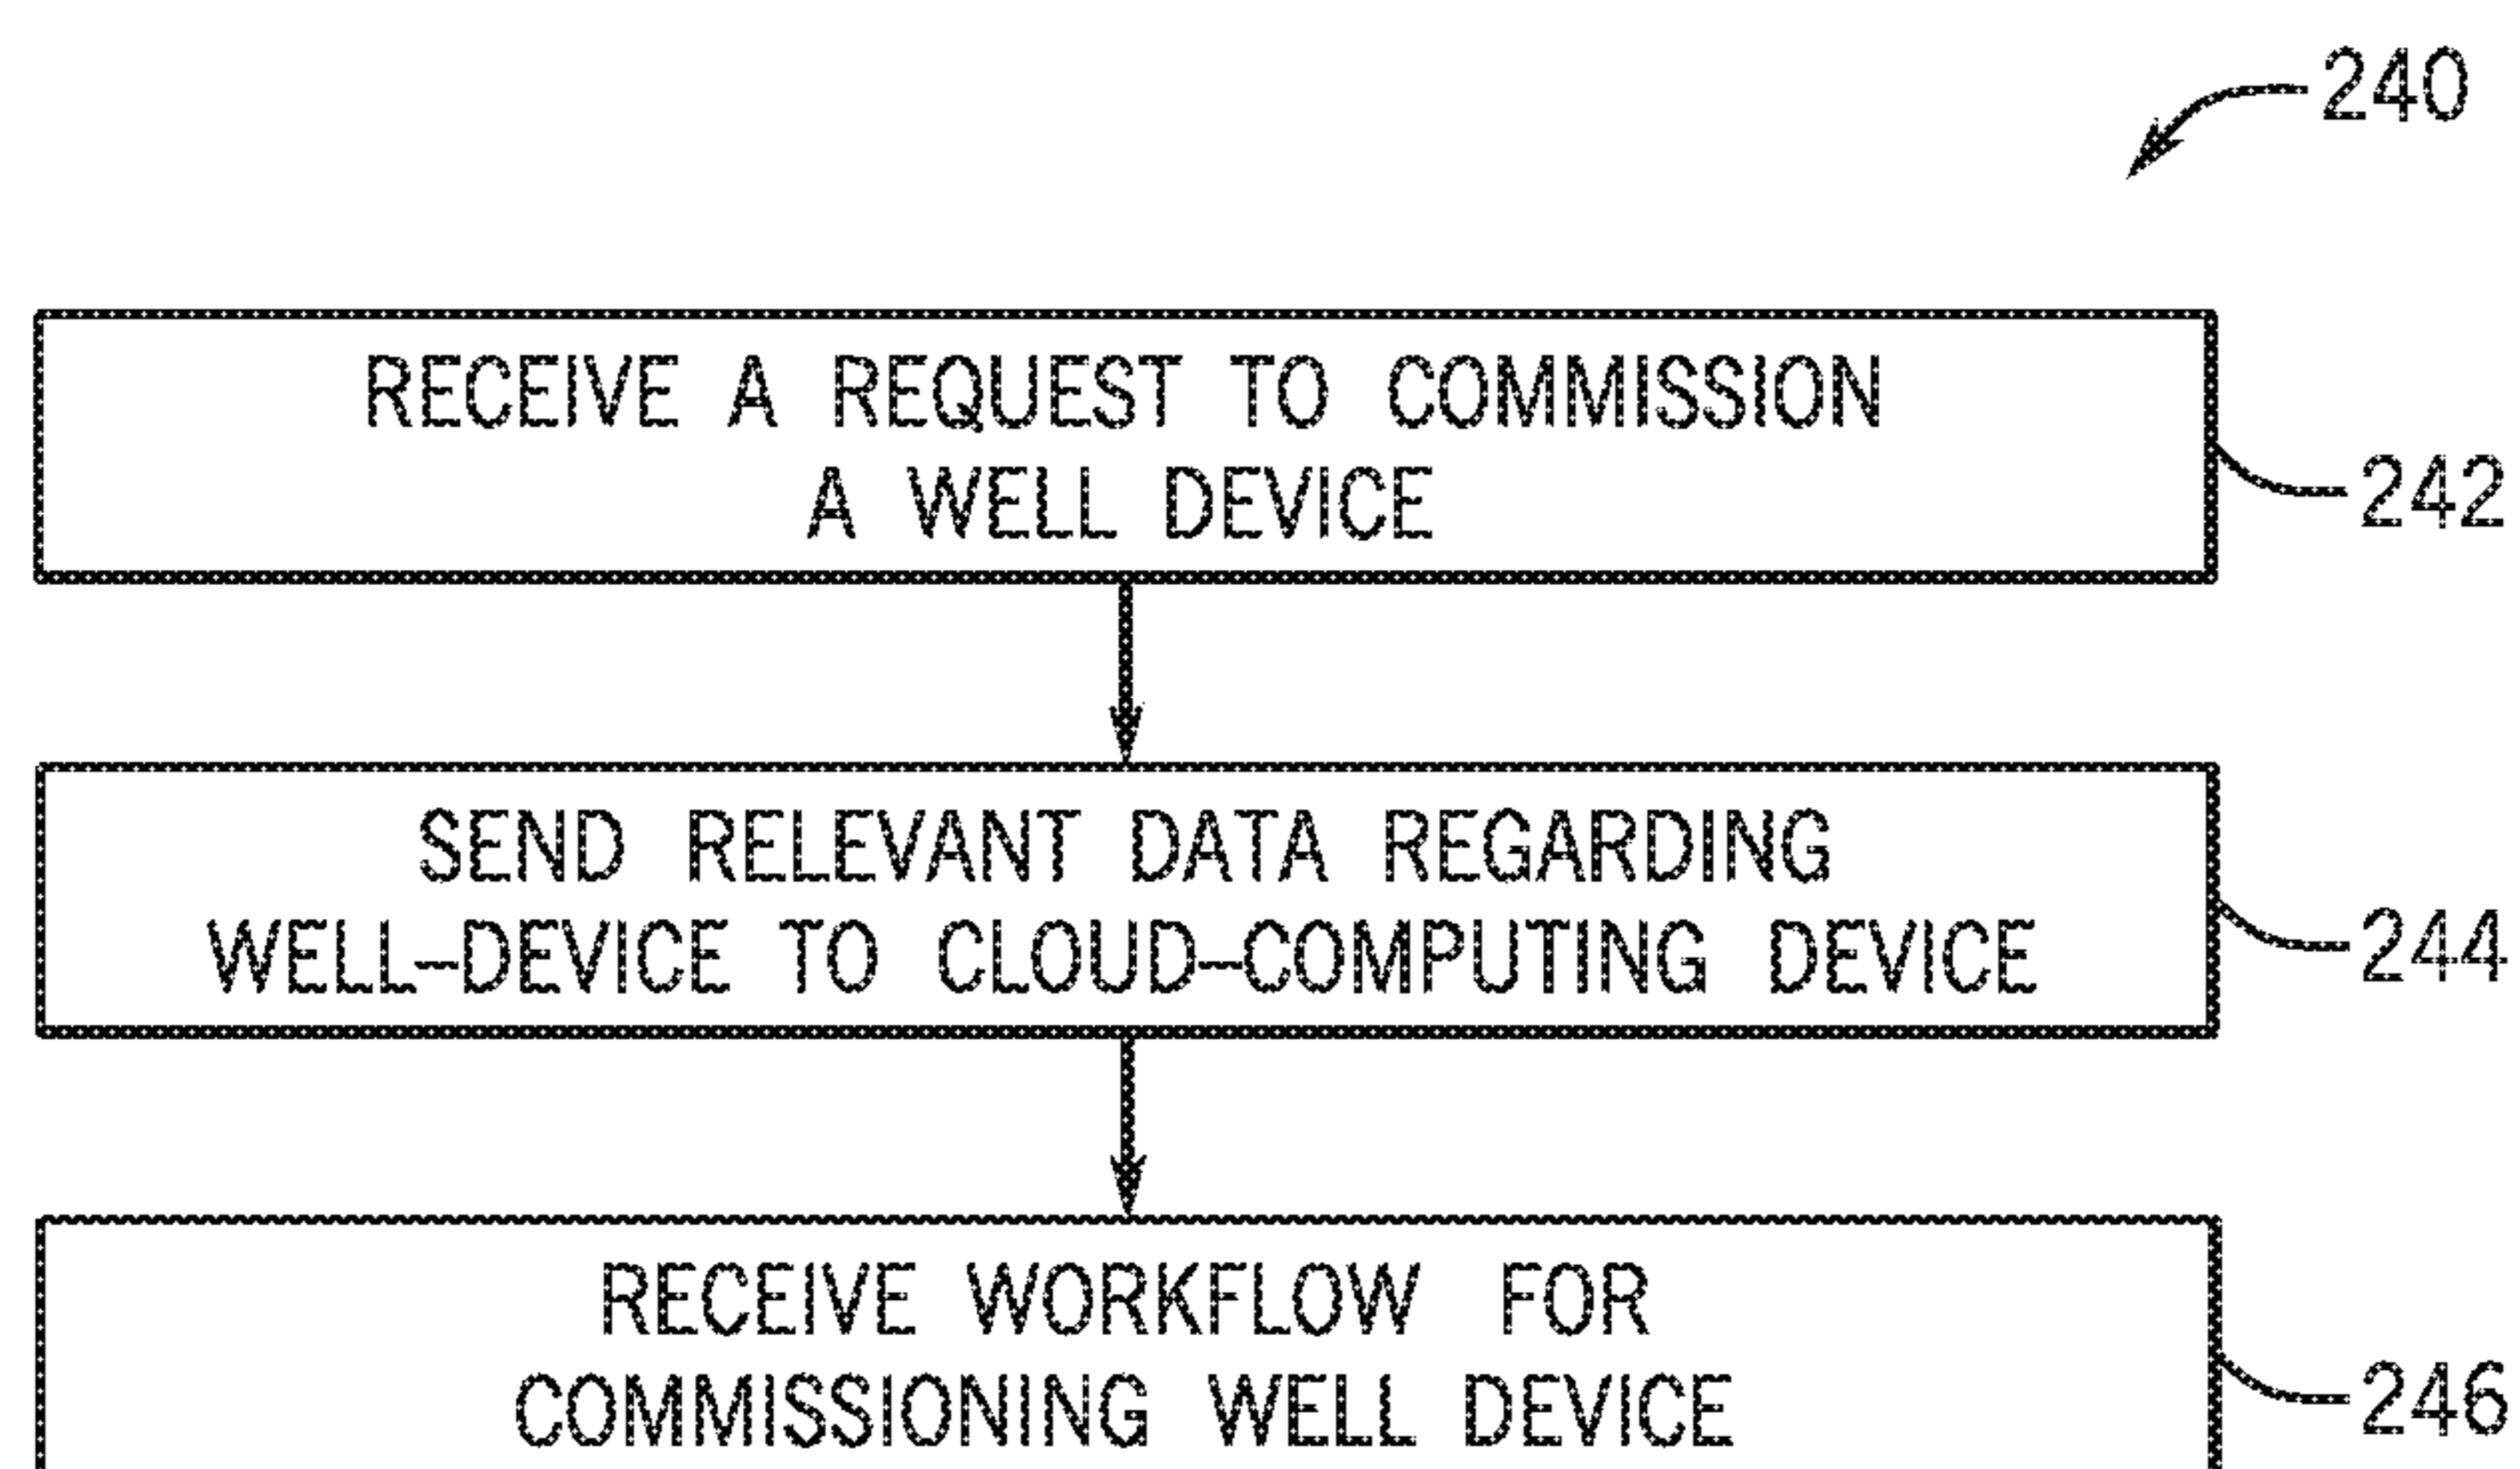 240
RECEIVE A REQUEST TO COMMISSION
A WELL DEVICE
242
SEND RELEVANT DATA REGARDING
WELL-DEVICE TO CLOUD-COMPUTING DEVICE
244
RECEIVE WORKFLOW FOR
COMMISSIONING WELL DEVICE
246